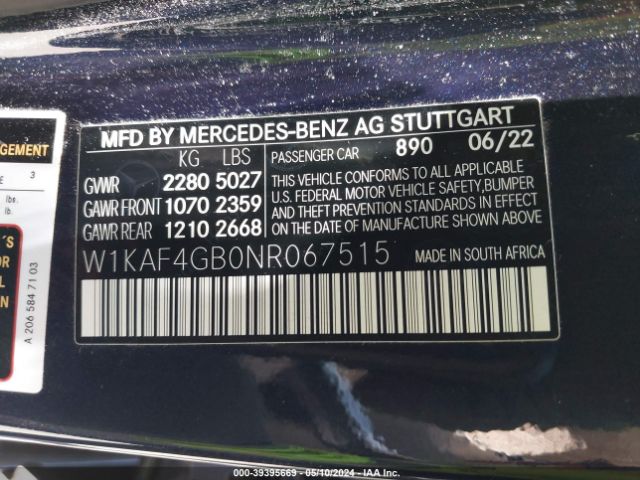 MFD BY MERCEDES-BENZ AG STUTTGART
KG LBS
GVWR 2280 5027
GAWR FRONT 1070 2359
GAWR REAR 1210 2668
PASSENGER CAR 890 06/22
THIS VEHICLE CONFORMS TO ALL APPLICABLE
U.S. FEDERAL MOTOR VEHICLE SAFETY, BUMPER
AND THEFT PREVENTION STANDARDS IN EFFECT
ON THE DATE OF MANUFACTURE SHOWN ABOVE.
W1KAF4GB0NR067515 MADE IN SOUTH AFRICA
3
lbs.
lb.
A 206 584 71 03
000-39395669 - 05/10/2024 - IAA Inc.